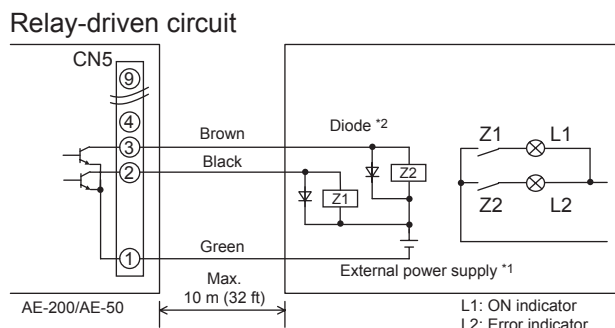 Relay-driven circuit
CN5
9
4
3
2
1
Brown
Black
Green
Diode *2
Z2
Z1
External power supply *1
Z1 L1
Z2 L2
Max.
10 m (32 ft)
AE-200/AE-50
L1: ON indicator
L2: Error indicator